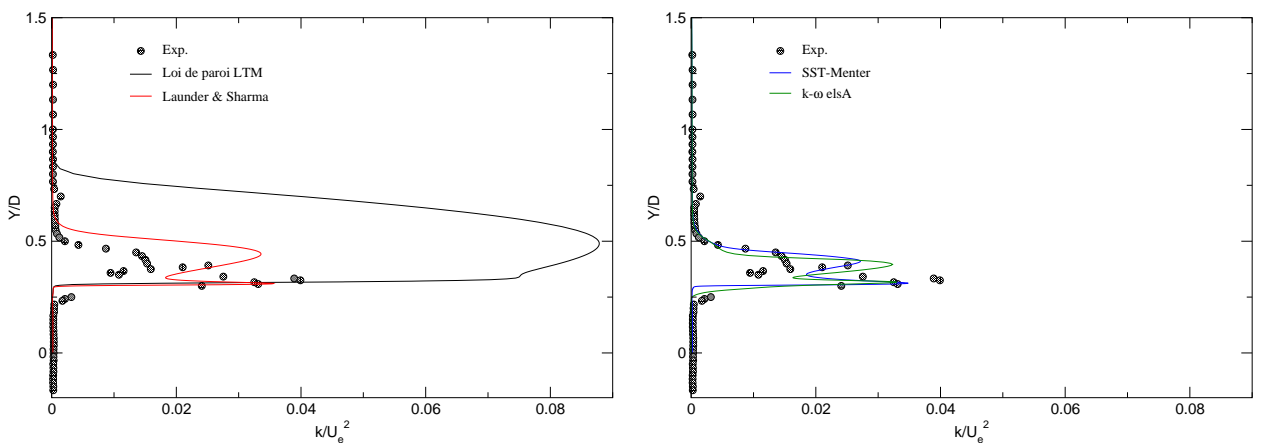 1.5
1
0.5
0
Y/D
Exp.
Loi de paroi LTM
Launder & Sharma
0 0.02 0.04 0.06 0.08
k/U_e^2
1.5
1
0.5
0
Y/D
Exp.
SST-Menter
k-ω elsA
0 0.02 0.04 0.06 0.08
k/U_e^2